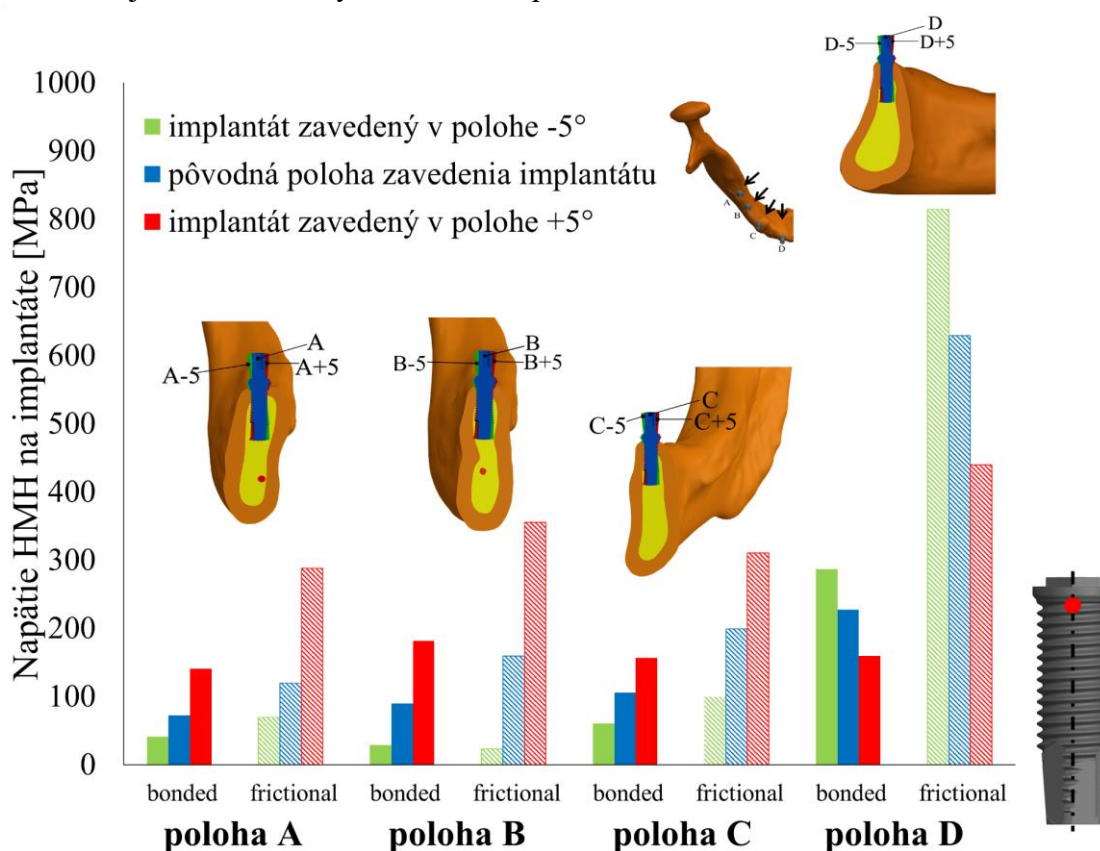 D
D-5
D+5
1000
900
800
700
600
500
400
300
200
100
0
Napätie HMH na implantáte [MPa]
implantát zavedený v polohe -5°
pôvodná poloha zavedenia implantátu
implantát zavedený v polohe +5°
A
B
C
D
A
A-5
A+5
B
B-5
B+5
C
C-5
C+5
bonded frictional bonded frictional bonded frictional bonded frictional
poloha A poloha B poloha C poloha D